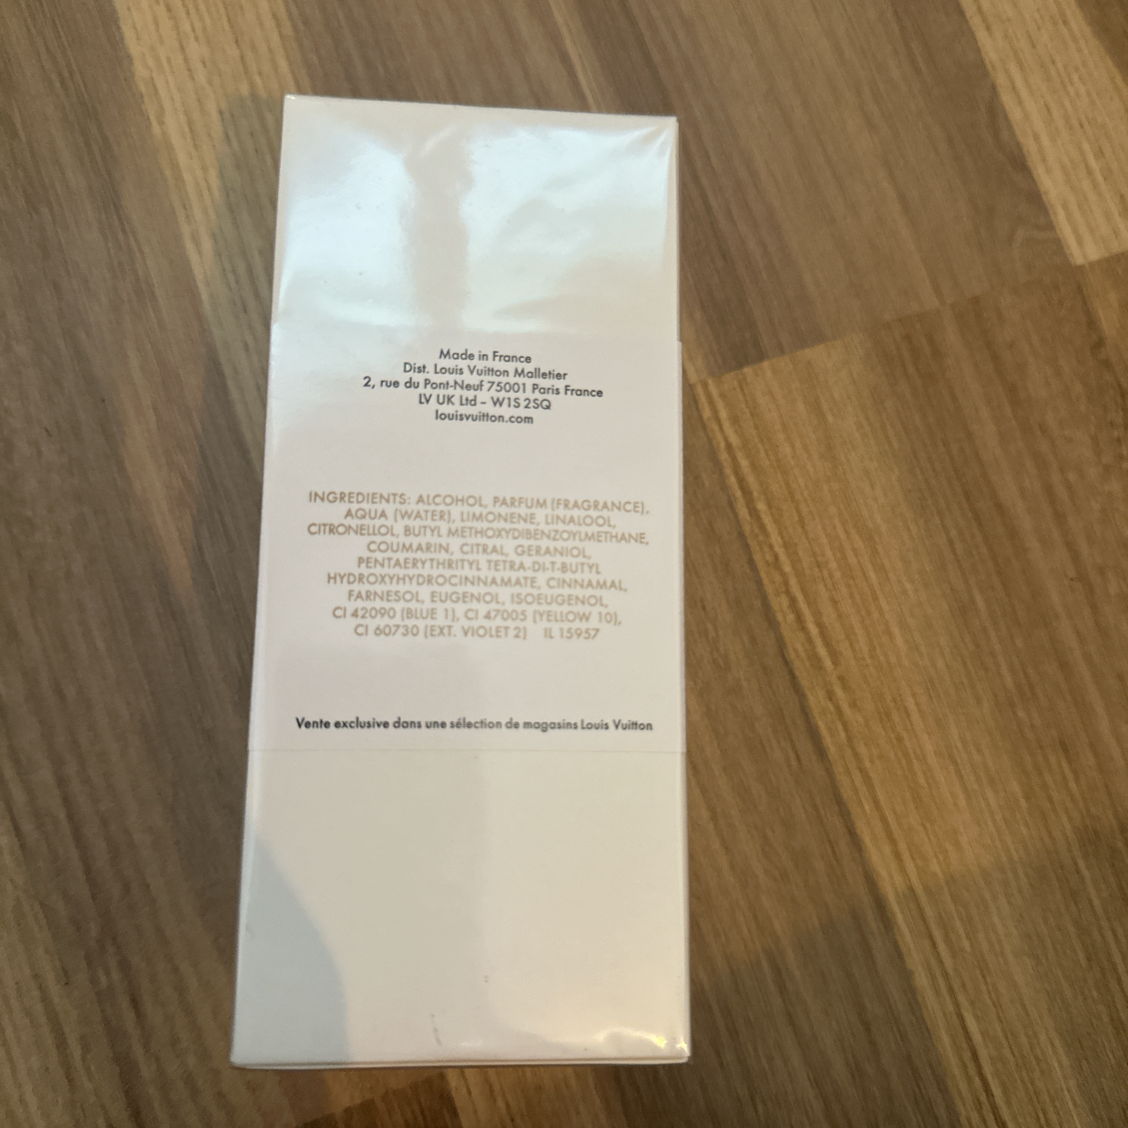 Made in France
Dist. Louis Vuitton Malletier
2, rue du Pont-Neuf 75001 Paris France
LV UK Ltd – W1S 2SQ
louisvuitton.com
INGREDIENTS: ALCOHOL, PARFUM (FRAGRANCE),
AQUA (WATER), LIMONENE, LINALOOL,
CITRONELLOL, BUTYL METHOXYDIBENZOYLMETHANE,
COUMARIN, CITRAL, GERANIOL,
PENTAERYTHRITYL TETRA-DI-T-BUTYL
HYDROXYHYDROCINNAMATE, CINNAMAL,
FARNESOL, EUGENOL, ISOEUGENOL,
CI 42090 (BLUE 1), CI 47005 (YELLOW 10),
CI 60730 (EXT. VIOLET 2) IL 15957
Vente exclusive dans une sélection de magasins Louis Vuitton